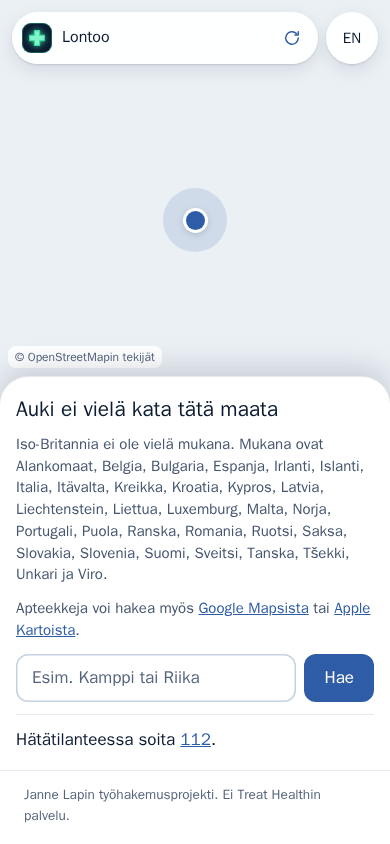 Lontoo
EN
© OpenStreetMapin tekijät
Auki ei vielä kata tätä maata
Iso-Britannia ei ole vielä mukana. Mukana ovat
Alankomaat, Belgia, Bulgaria, Espanja, Irlanti, Islanti,
Italia, Itävalta, Kreikka, Kroatia, Kypros, Latvia,
Liechtenstein, Liettua, Luxemburg, Malta, Norja,
Portugali, Puola, Ranska, Romania, Ruotsi, Saksa,
Slovakia, Slovenia, Suomi, Sveitsi, Tanska, Tšekki,
Unkari ja Viro.
Apteekkeja voi hakea myös Google Mapsista tai Apple
Kartoista.
Esim. Kamppi tai Riika
Hae
Hätätilanteessa soita 112.
Janne Lapin työhakemusprojekti. Ei Treat Healthin
palvelu.